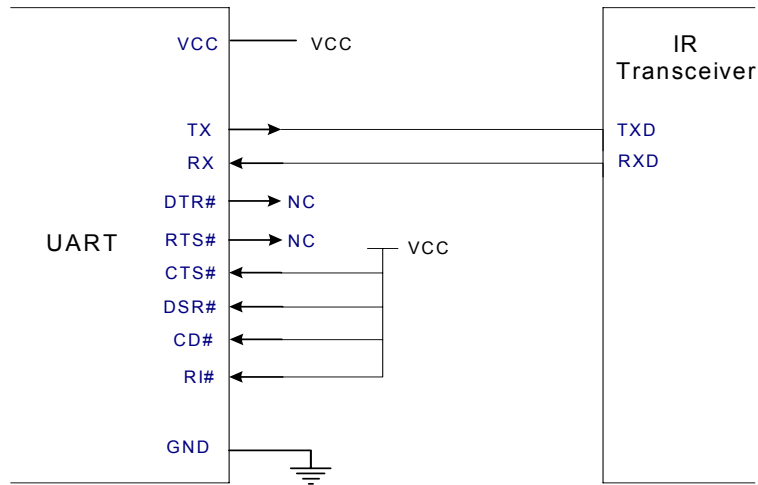 VCC VCC
IR
Transceiver
TX TXD
RX RXD
DTR# NC
UART
RTS# NC
VCC
CTS#
DSR#
CD#
RI#
GND